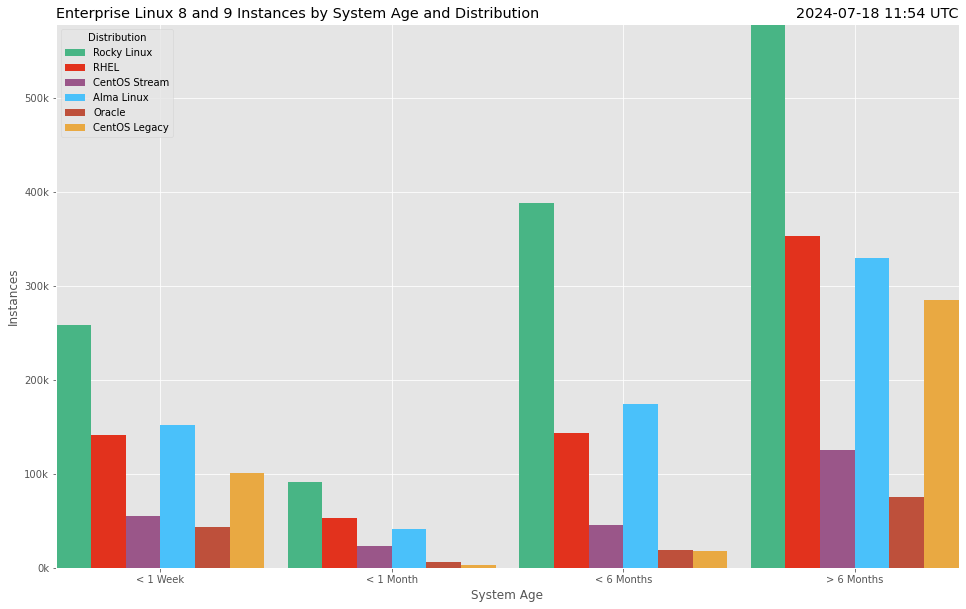 Enterprise Linux 8 and 9 Instances by System Age and Distribution
2024-07-18 11:54 UTC
Distribution
Rocky Linux
RHEL
CentOS Stream
Alma Linux
Oracle
CentOS Legacy
500k
400k
300k
200k
100k
0k
Instances
< 1 Week
< 1 Month
< 6 Months
> 6 Months
System Age